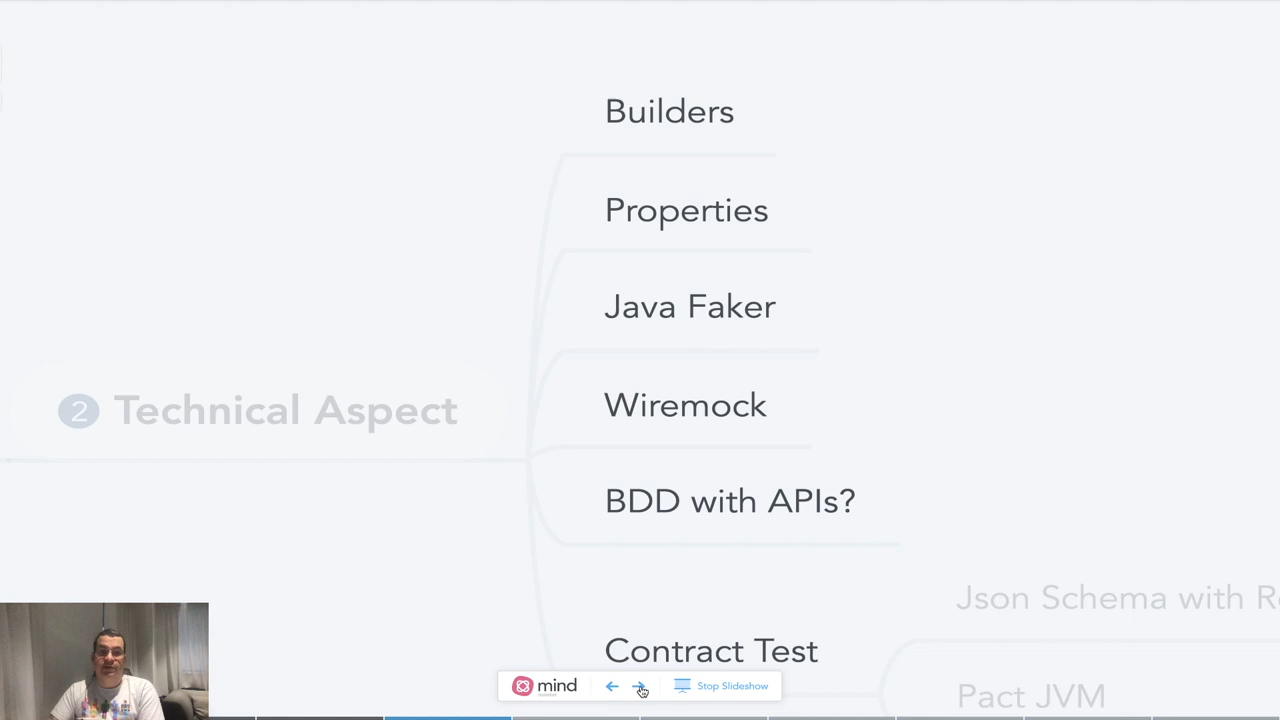 Builders
Properties
Java Faker
Wiremock
2 Technical Aspect
BDD with APIs?
Json Schema with
Contract Test
mind
Stop Slideshow
Pact JVM